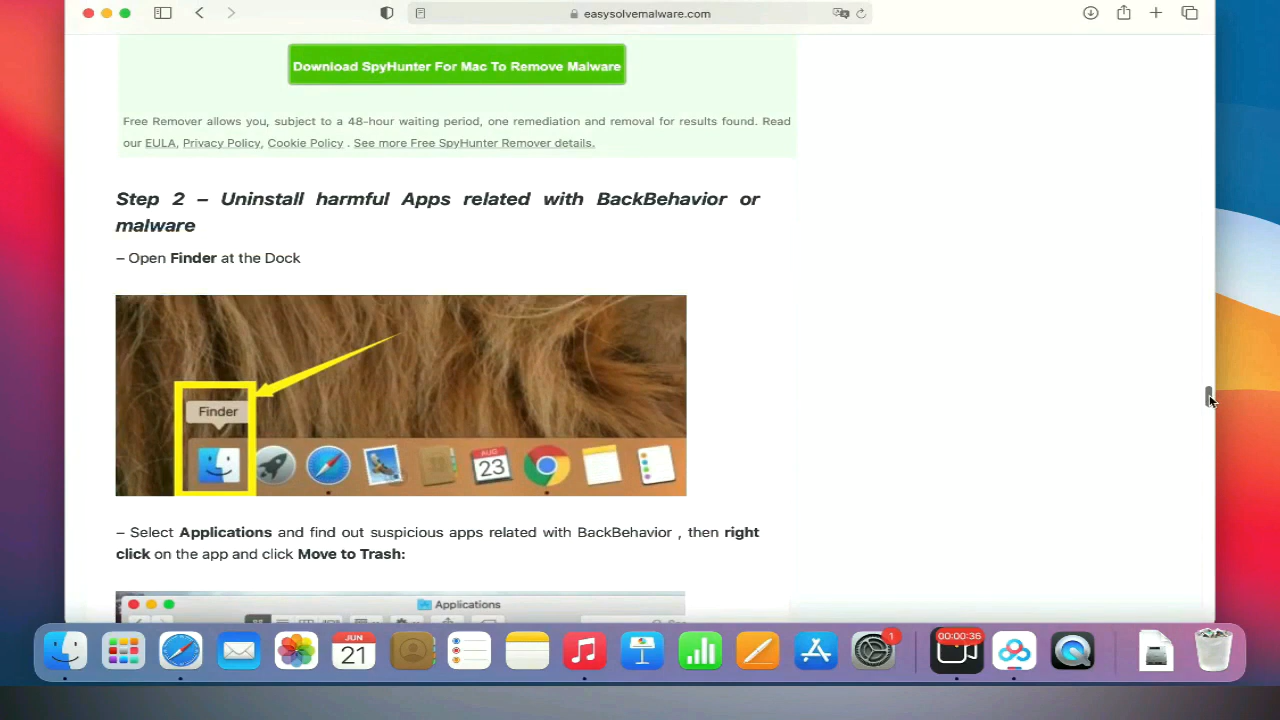 easysolvemalware.com
Download SpyHunter For Mac To Remove Malware
Free Remover allows you, subject to a 48-hour waiting period, one remediation and removal for results found. Read
our EULA, Privacy Policy, Cookie Policy . See more Free SpyHunter Remover details.
Step 2 – Uninstall harmful Apps related with BackBehavior or
malware
– Open Finder at the Dock
Finder
AUG
23
– Select Applications and find out suspicious apps related with BackBehavior , then right
click on the app and click Move to Trash:
Applications
JUN
21
1
00:00:36